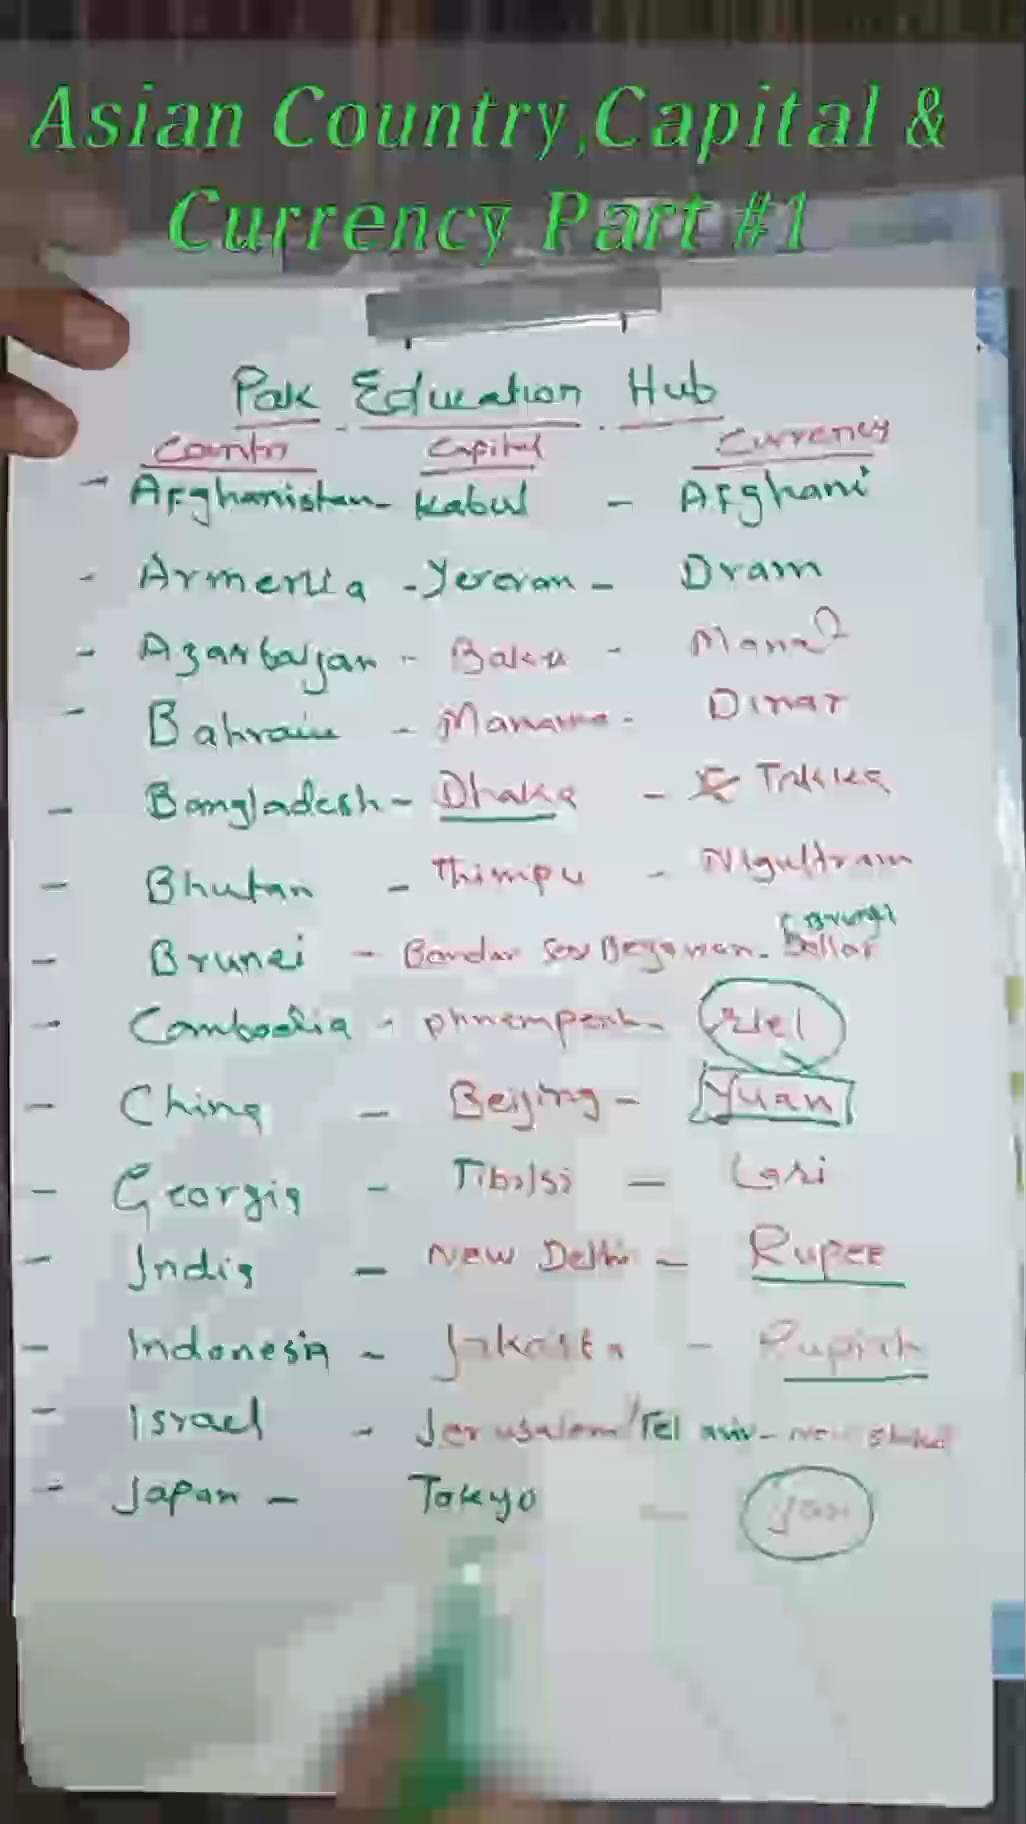 Asian Country,Capital &
Currency Part #1
Pak Education Hub
Country Capital Currency
- Afghanistan - Kabul - Afghani
- Armenia - Yerevan - Dram
- Azarbaijan - Baku - Manat
- Bahrain - Manama - Dinar
- Bangladesh - Dhaka - Takka
- Bhutan - Thimpu - Ngultram
- Brunei - Bandar Seri Begawan - Brunei Dollar
- Cambodia - phnempenh - riel
- China - Beijing - Yuan
- Georgia - Tibilsi - Lari
- India - New Delhi - Rupee
- Indonesia - Jakarta - Rupiah
- Israel - Jerusalem/Tel aviv - New Shekel
- Japan - Tokyo - Yen